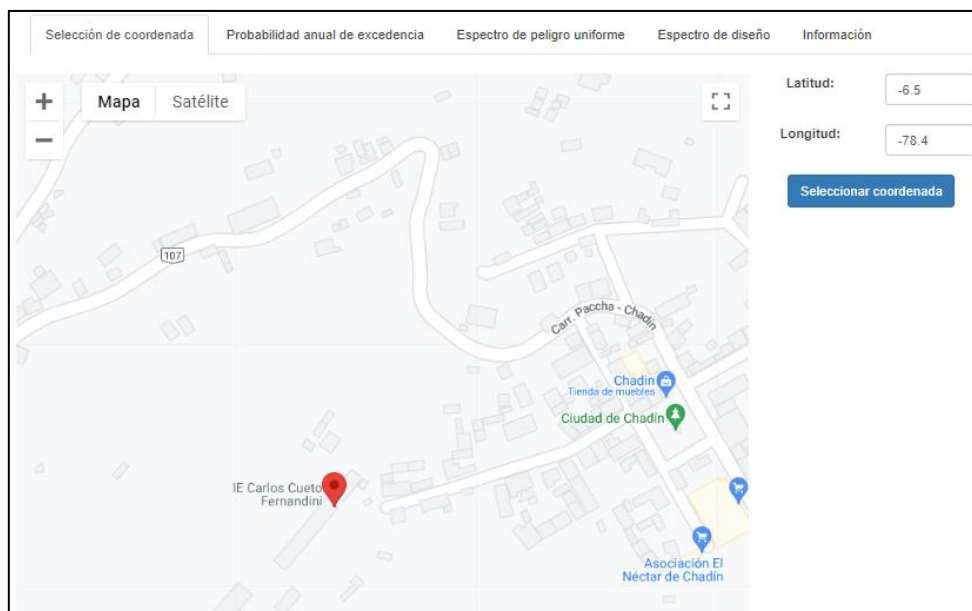 Selección de coordenada
Probabilidad anual de excedencia
Espectro de peligro uniforme
Espectro de diseño
Información
+
−
Mapa
Satélite
Latitud:
-6.5
Longitud:
-78.4
Seleccionar coordenada
107
Carr. Paccha - Chadín
Chadin
Tienda de muebles
Ciudad de Chadín
IE Carlos Cueto
Fernandini
Asociación El
Néctar de Chadín